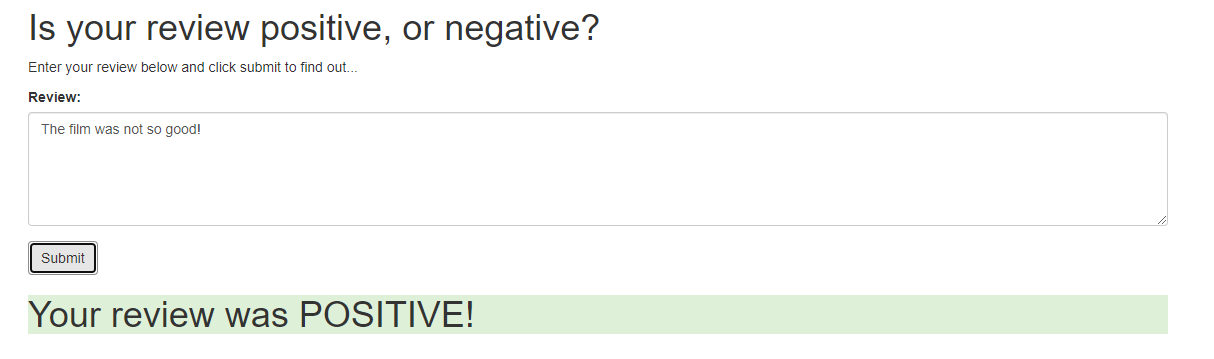 Is your review positive, or negative?
Enter your review below and click submit to find out...
Review:
The film was not so good!
Submit
Your review was POSITIVE!